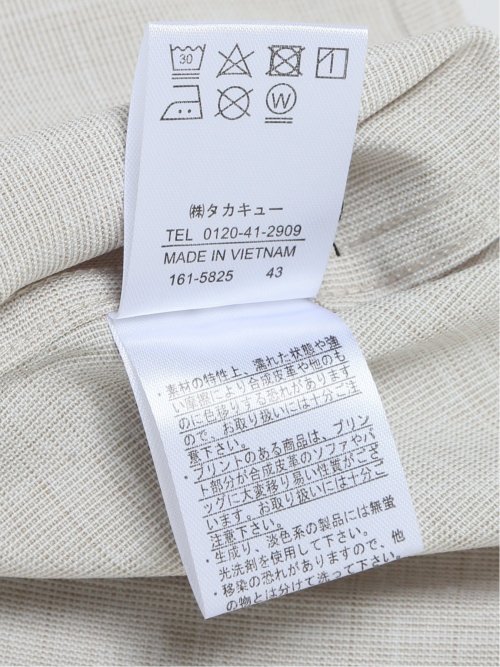 30
W
(株)タカキュー
TEL 0120-41-2909
MADE IN VIETNAM
161-5825 43
・素材の特性上、濡れた状態や強
い摩擦により合成皮革や他のも
のに色移りする恐れがあります
ので、お取り扱いには十分ご注
意下さい。
・プリントのある商品は、プリン
ト部分が合成皮革のソファやバ
ッグに大変移り易い性質がござ
います。お取り扱いには十分ご
注意下さい。
・生成り、淡色系の製品には無蛍
光洗剤を使用して下さい。
・移染の恐れがありますので、他
の物とは分けて洗って下さい。